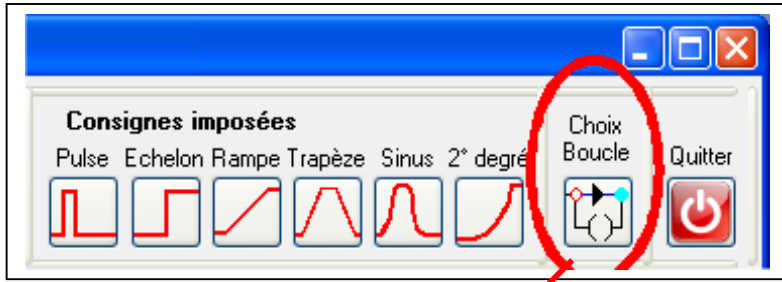 Consignes imposées
Pulse Echelon Rampe Trapèze Sinus 2° degré
Choix
Boucle
Quitter